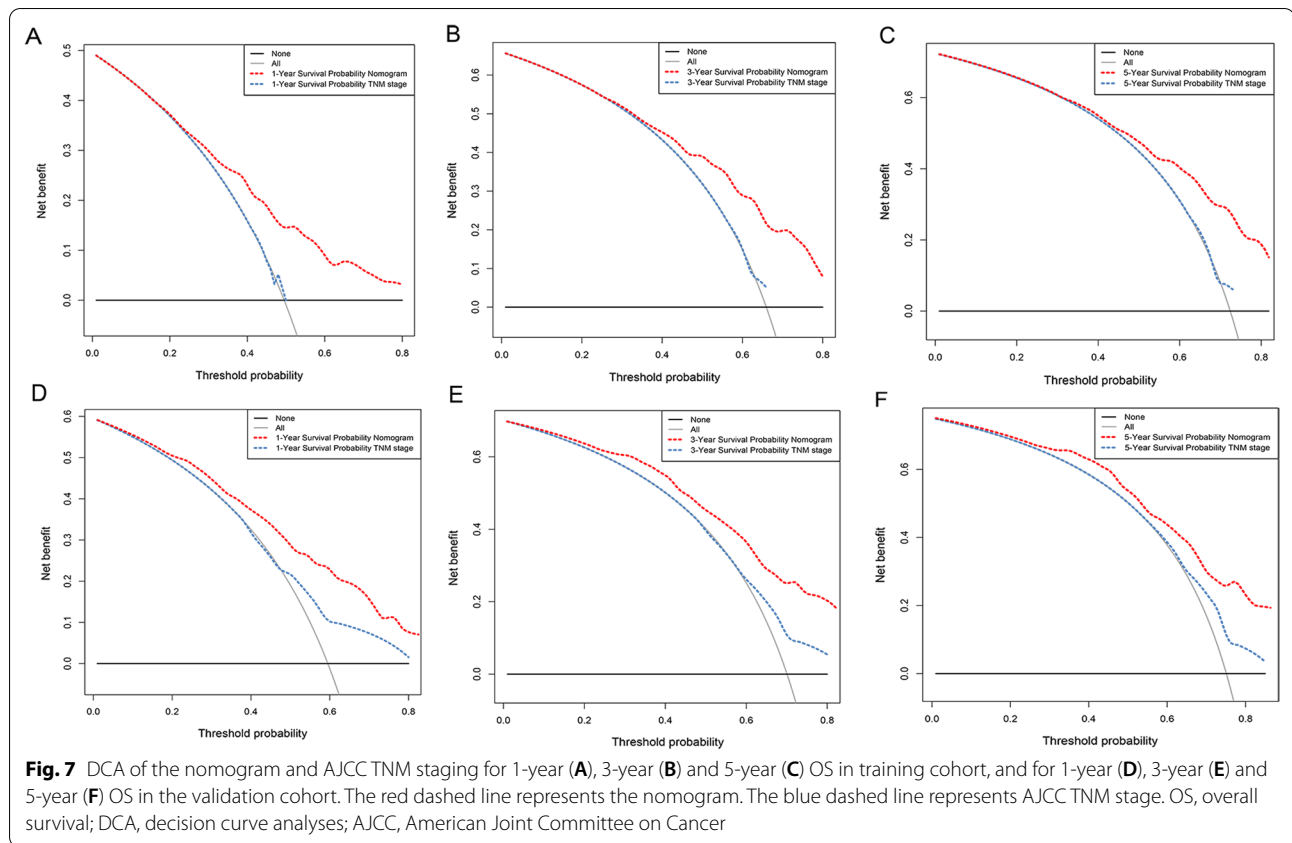 A
None
All
1-Year Survival Probability Nomogram
1-Year Survival Probability TNM stage
Net benefit
0.5
0.4
0.3
0.2
0.1
0.0
0.0 0.2 0.4 0.6 0.8
Threshold probability
B
None
All
3-Year Survival Probability Nomogram
3-Year Survival Probability TNM stage
Net benefit
0.6
0.4
0.2
0.0
0.0 0.2 0.4 0.6 0.8
Threshold probability
C
None
All
5-Year Survival Probability Nomogram
5-Year Survival Probability TNM stage
Net benefit
0.6
0.4
0.2
0.0
0.0 0.2 0.4 0.6 0.8
Threshold probability
D
None
All
1-Year Survival Probability Nomogram
1-Year Survival Probability TNM stage
Net benefit
0.6
0.5
0.4
0.3
0.2
0.1
0.0
0.0 0.2 0.4 0.6 0.8
Threshold probability
E
None
All
3-Year Survival Probability Nomogram
3-Year Survival Probability TNM stage
Net benefit
0.6
0.4
0.2
0.0
0.0 0.2 0.4 0.6 0.8
Threshold probability
F
None
All
5-Year Survival Probability Nomogram
5-Year Survival Probability TNM stage
Net benefit
0.6
0.4
0.2
0.0
0.0 0.2 0.4 0.6 0.8
Threshold probability
Fig. 7 DCA of the nomogram and AJCC TNM staging for 1-year (A), 3-year (B) and 5-year (C) OS in training cohort, and for 1-year (D), 3-year (E) and
5-year (F) OS in the validation cohort. The red dashed line represents the nomogram. The blue dashed line represents AJCC TNM stage. OS, overall
survival; DCA, decision curve analyses; AJCC, American Joint Committee on Cancer